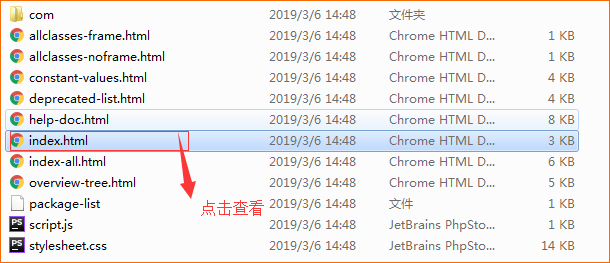 com 2019/3/6 14:48 文件夹
allclasses-frame.html 2019/3/6 14:48 Chrome HTML D... 1 KB
allclasses-noframe.html 2019/3/6 14:48 Chrome HTML D... 1 KB
constant-values.html 2019/3/6 14:48 Chrome HTML D... 4 KB
deprecated-list.html 2019/3/6 14:48 Chrome HTML D... 4 KB
help-doc.html 2019/3/6 14:48 Chrome HTML D... 8 KB
index.html 2019/3/6 14:48 Chrome HTML D... 3 KB
index-all.html 2019/3/6 14:48 Chrome HTML D... 6 KB
overview-tree.html 2019/3/6 14:48 Chrome HTML D... 5 KB
package-list 2019/3/6 14:48 文件 1 KB
点击查看
PS script.js 2019/3/6 14:48 JetBrains PhpSto... 1 KB
PS stylesheet.css 2019/3/6 14:48 JetBrains PhpSto... 14 KB